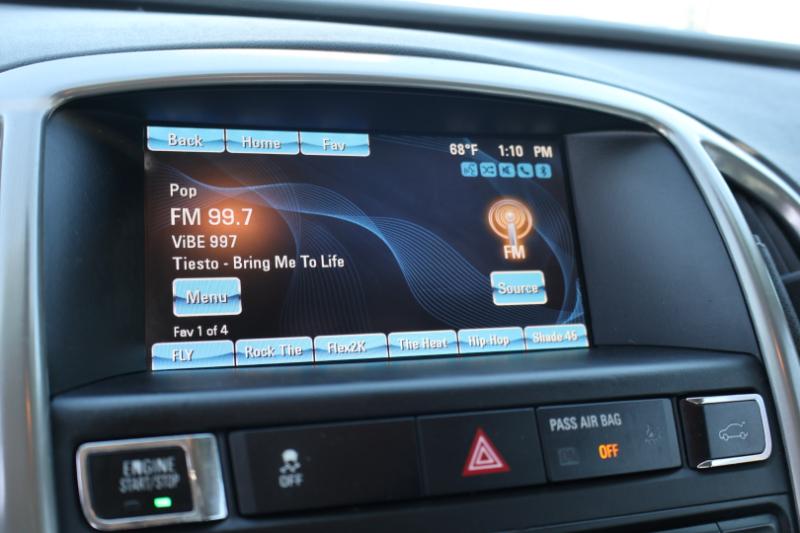 Back Home Fav
68°F 1:10 PM
Pop
FM 99.7
ViBE 997
Tiesto - Bring Me To Life
FM
Menu
Source
Fav 1 of 4
FLY Rock The Flex2K The Heat Hip-Hop Shade 45
PASS AIR BAG
OFF
ENGINE
START/STOP
OFF